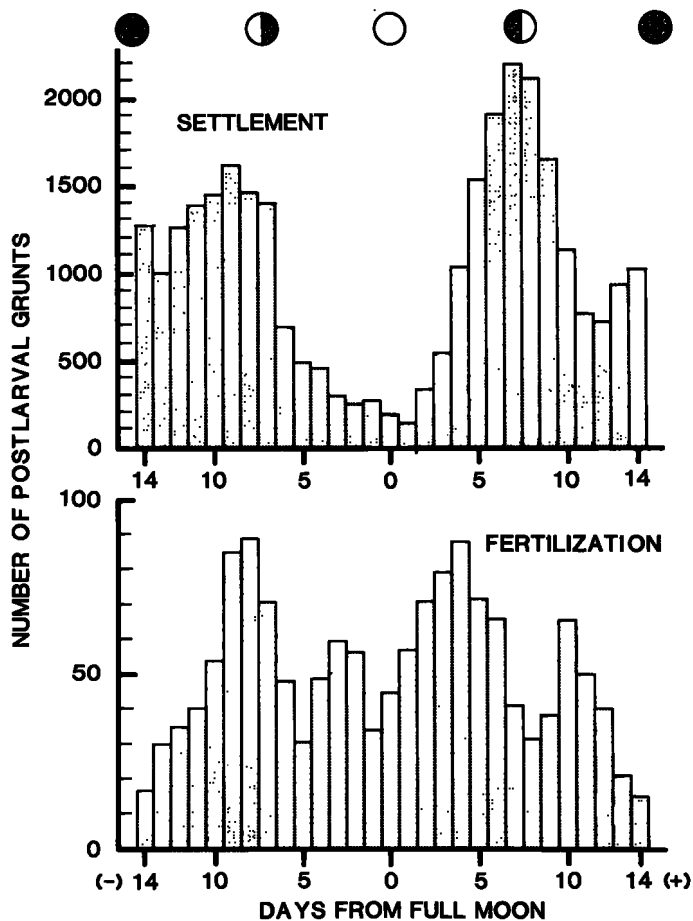 2000
SETTLEMENT
1500
1000
500
0
14 10 5 0 5 10 14
NUMBER OF POSTLARVAL GRUNTS
100
FERTILIZATION
50
0
(-) 14 10 5 0 5 10 14 (+)
DAYS FROM FULL MOON